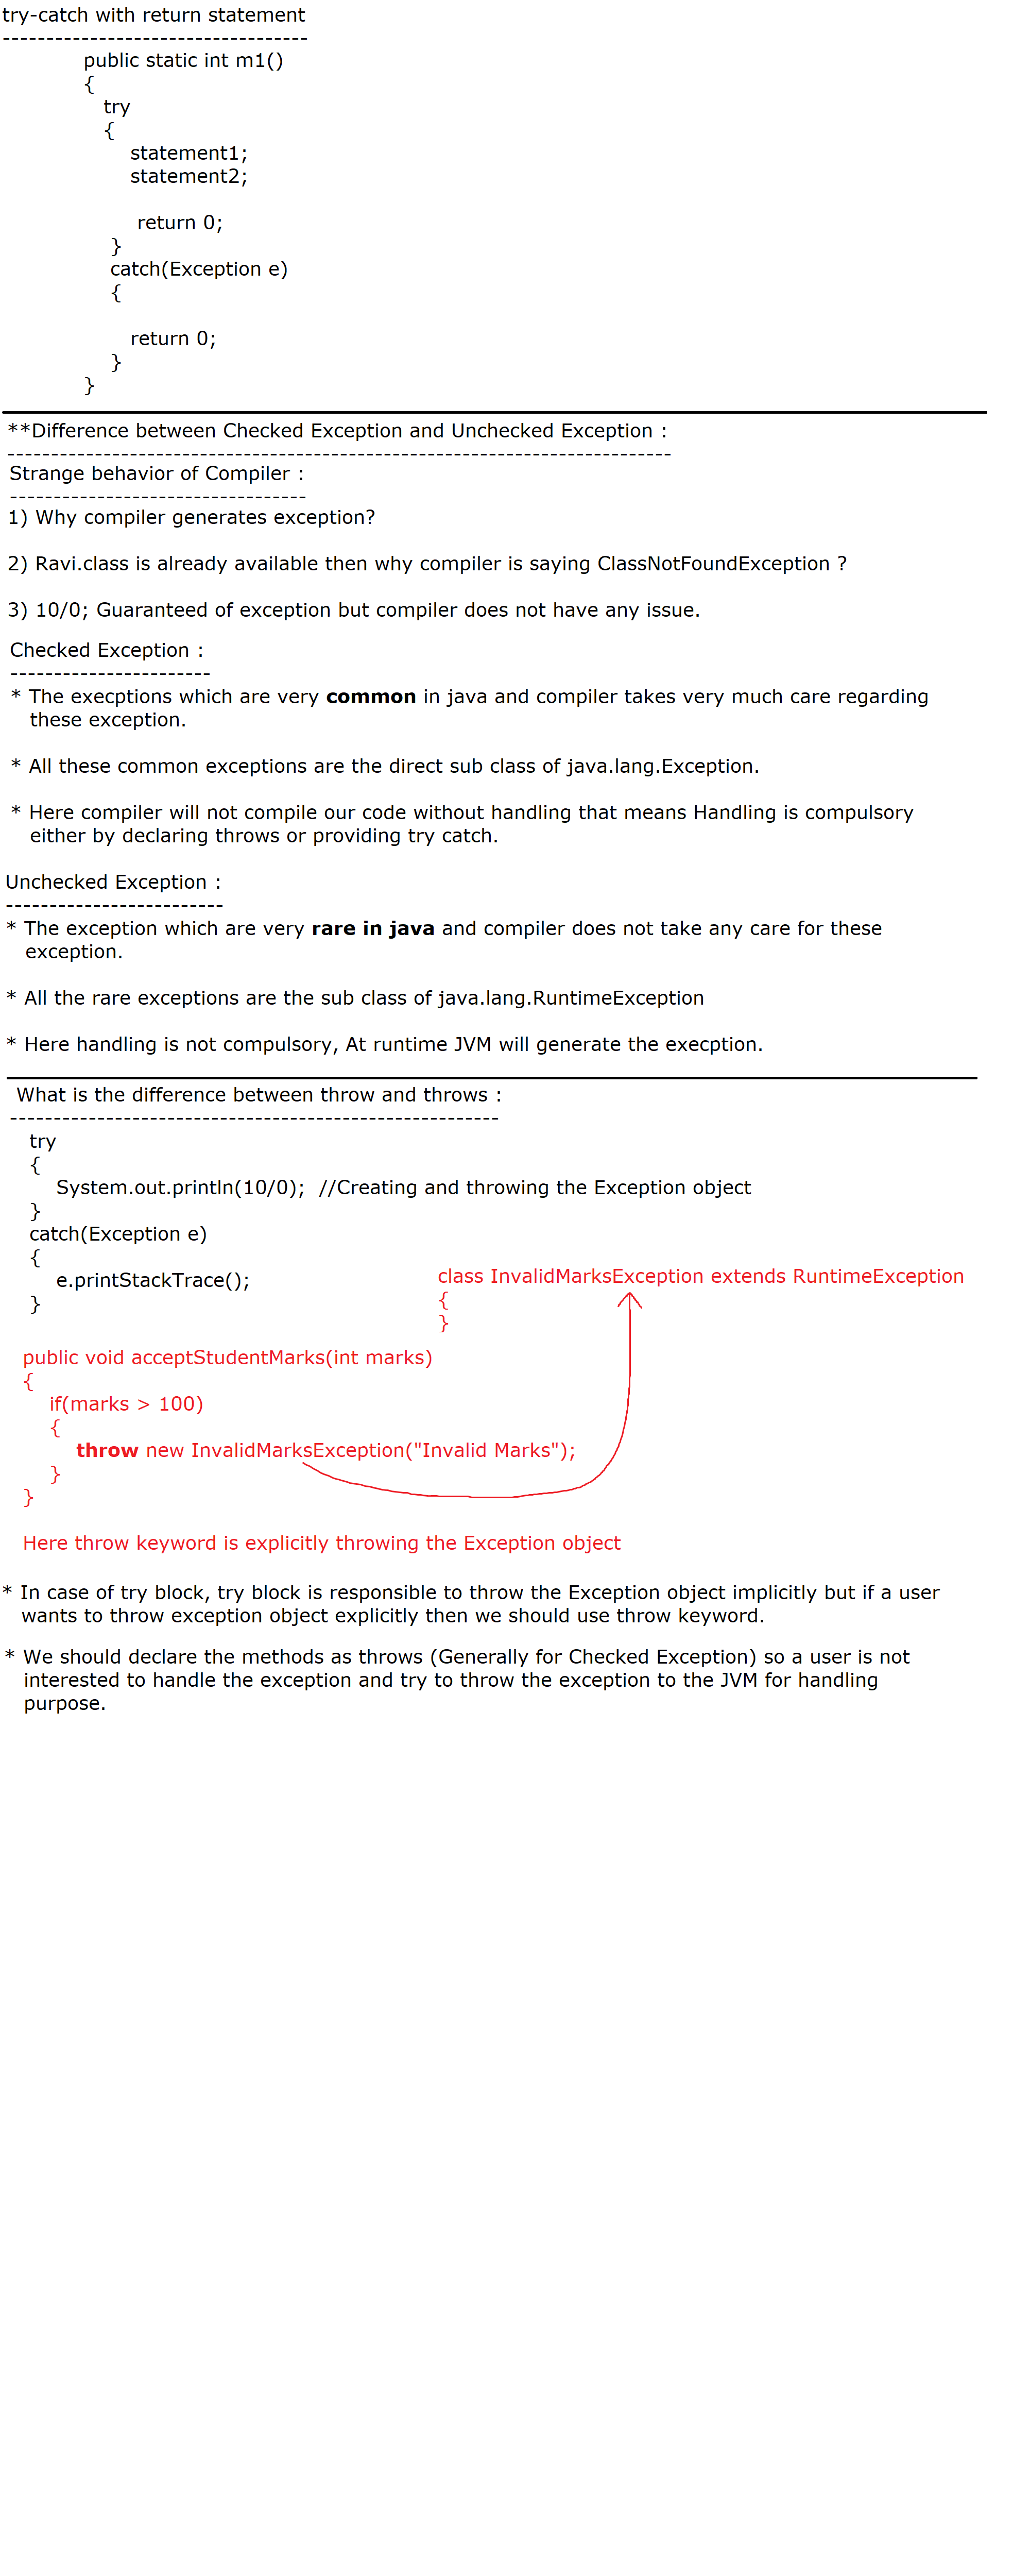 try-catch with return statement
-----------------------------------
public static int m1()
{
try
{
statement1;
statement2;
return 0;
}
catch(Exception e)
{
return 0;
}
}
**Difference between Checked Exception and Unchecked Exception :
----------------------------------------------------------------------------
Strange behavior of Compiler :
----------------------------------
1) Why compiler generates exception?
2) Ravi.class is already available then why compiler is saying ClassNotFoundException ?
3) 10/0; Guaranteed of exception but compiler does not have any issue.
Checked Exception :
-----------------------
* The execptions which are very common in java and compiler takes very much care regarding
these exception.
* All these common exceptions are the direct sub class of java.lang.Exception.
* Here compiler will not compile our code without handling that means Handling is compulsory
either by declaring throws or providing try catch.
Unchecked Exception :
-------------------------
* The exception which are very rare in java and compiler does not take any care for these
exception.
* All the rare exceptions are the sub class of java.lang.RuntimeException
* Here handling is not compulsory, At runtime JVM will generate the execption.
What is the difference between throw and throws :
--------------------------------------------------------
try
{
System.out.println(10/0);  //Creating and throwing the Exception object
}
catch(Exception e)
{
e.printStackTrace();
}
class InvalidMarksException extends RuntimeException
{
}
public void acceptStudentMarks(int marks)
{
if(marks > 100)
{
throw new InvalidMarksException("Invalid Marks");
}
}
Here throw keyword is explicitly throwing the Exception object
* In case of try block, try block is responsible to throw the Exception object implicitly but if a user
wants to throw exception object explicitly then we should use throw keyword.
* We should declare the methods as throws (Generally for Checked Exception) so a user is not
interested to handle the exception and try to throw the exception to the JVM for handling
purpose.